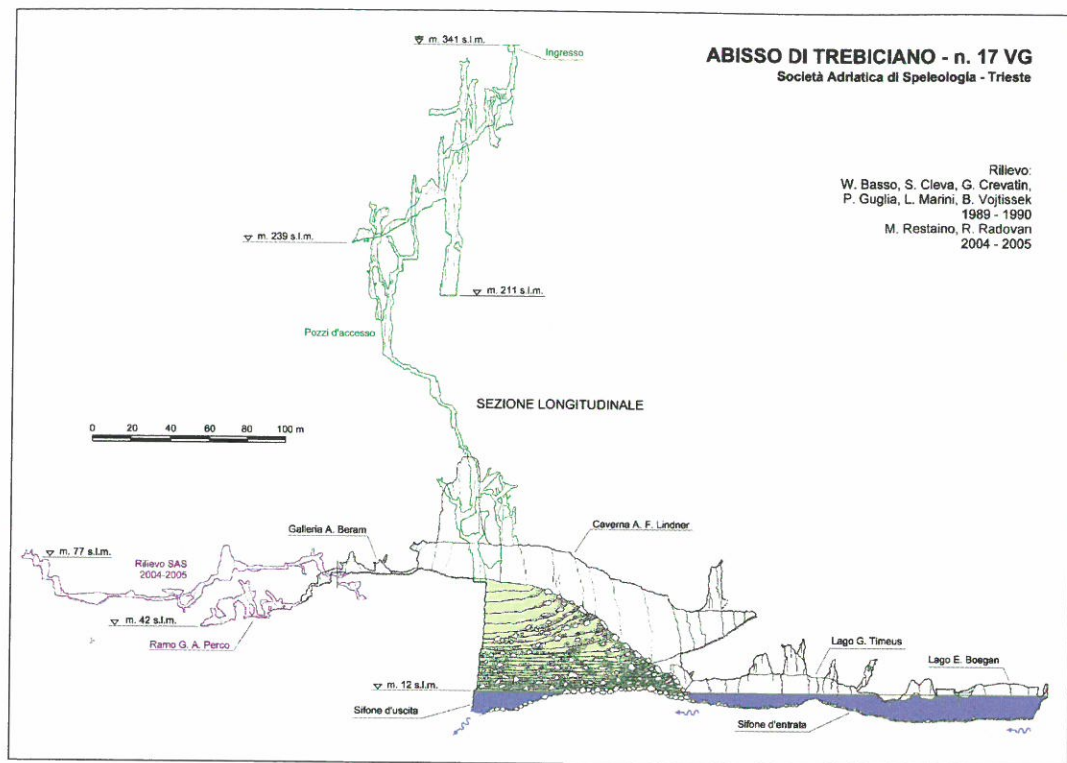 m. 341 s.l.m.
Ingresso
ABISSO DI TREBICIANO - n. 17 VG
Società Adriatica di Speleologia - Trieste
Rilievo:
W. Basso, S. Cleva, G. Crevatin,
P. Guglia, L. Marini, B. Vojtissek
1989 - 1990
M. Restaino, R. Radovan
2004 - 2005
m. 239 s.l.m.
m. 211 s.l.m.
Pozzi d'accesso
SEZIONE LONGITUDINALE
0 20 40 60 80 100 m
Galleria A. Beram
Caverna A. F. Lindner
m. 77 s.l.m.
Rilievo SAS
2004-2005
m. 42 s.l.m.
Ramo G. A. Perco
Lago G. Timeus
Lago E. Boegan
m. 12 s.l.m.
Sifone d'uscita
Sifone d'entrata